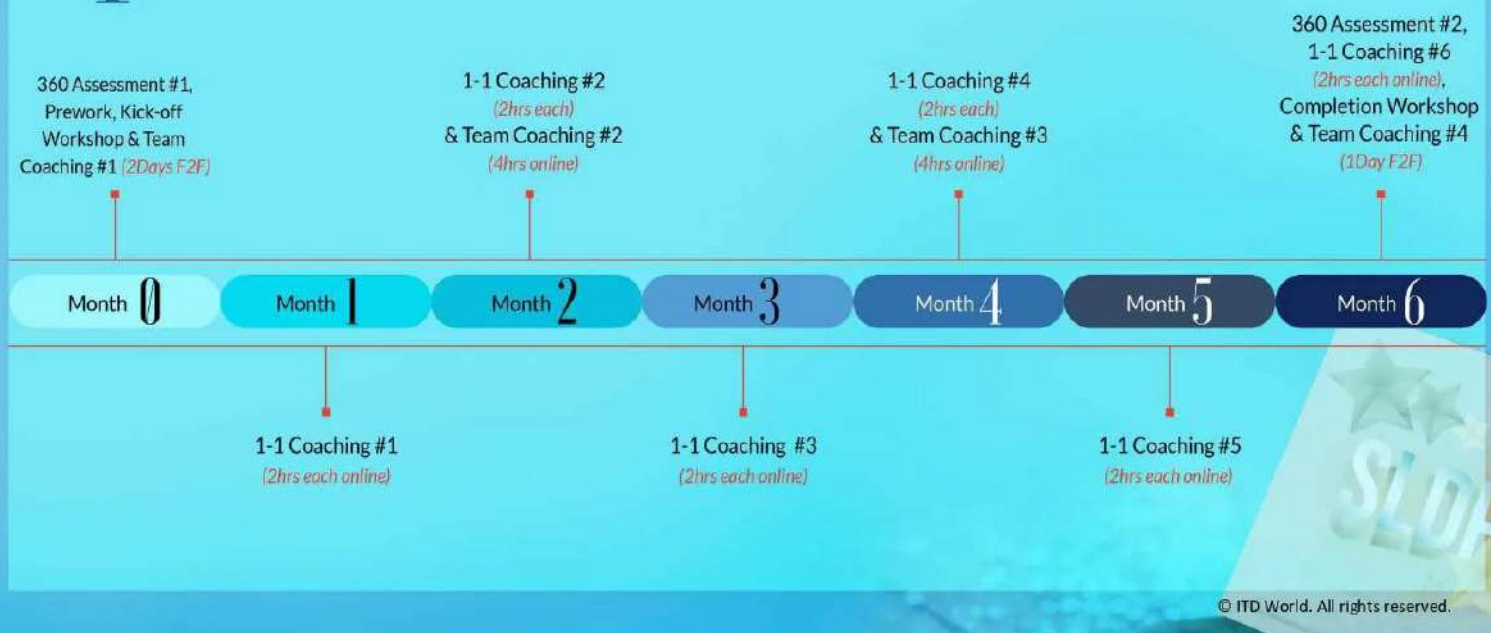 360 Assessment #1,
Prework, Kick-off
Workshop & Team
Coaching #1 (2Days F2F)
1-1 Coaching #2
(2hrs each)
& Team Coaching #2
(4hrs online)
1-1 Coaching #4
(2hrs each)
& Team Coaching #3
(4hrs online)
360 Assessment #2,
1-1 Coaching #6
(2hrs each online),
Completion Workshop
& Team Coaching #4
(1Day F2F)
Month 0
Month 1
Month 2
Month 3
Month 4
Month 5
Month 6
1-1 Coaching #1
(2hrs each online)
1-1 Coaching #3
(2hrs each online)
1-1 Coaching #5
(2hrs each online)
© ITD World. All rights reserved.